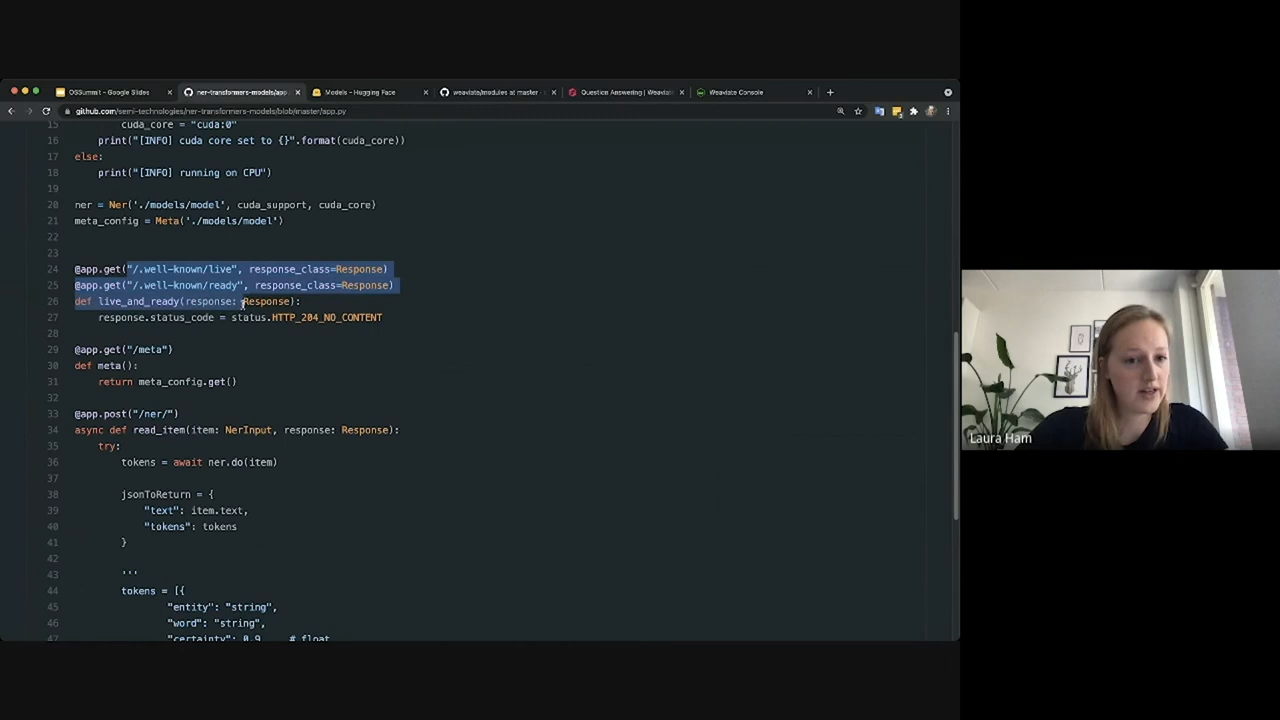 OSSummit - Google Slides
ner-transformers-models/app.
Models - Hugging Face
weaviate/modules at master ·
Question Answering | Weaviat
Weaviate Console
github.com/semi-technologies/ner-transformers-models/blob/master/app.py
15 cuda_core = "cuda:0"
16 print("[INFO] cuda core set to {}".format(cuda_core))
17 else:
18 print("[INFO] running on CPU")
19
20 ner = Ner('./models/model', cuda_support, cuda_core)
21 meta_config = Meta('./models/model')
22
23
24 @app.get("/.well-known/live", response_class=Response)
25 @app.get("/.well-known/ready", response_class=Response)
26 def live_and_ready(response: Response):
27 response.status_code = status.HTTP_204_NO_CONTENT
28
29 @app.get("/meta")
30 def meta():
31 return meta_config.get()
32
33 @app.post("/ner/")
34 async def read_item(item: NerInput, response: Response):
35 try:
36 tokens = await ner.do(item)
37
38 jsonToReturn = {
39 "text": item.text,
40 "tokens": tokens
41 }
42
43 '''
44 tokens = [{
45 "entity": "string",
46 "word": "string",
47 "certainty": 0.9, # float
Laura Ham